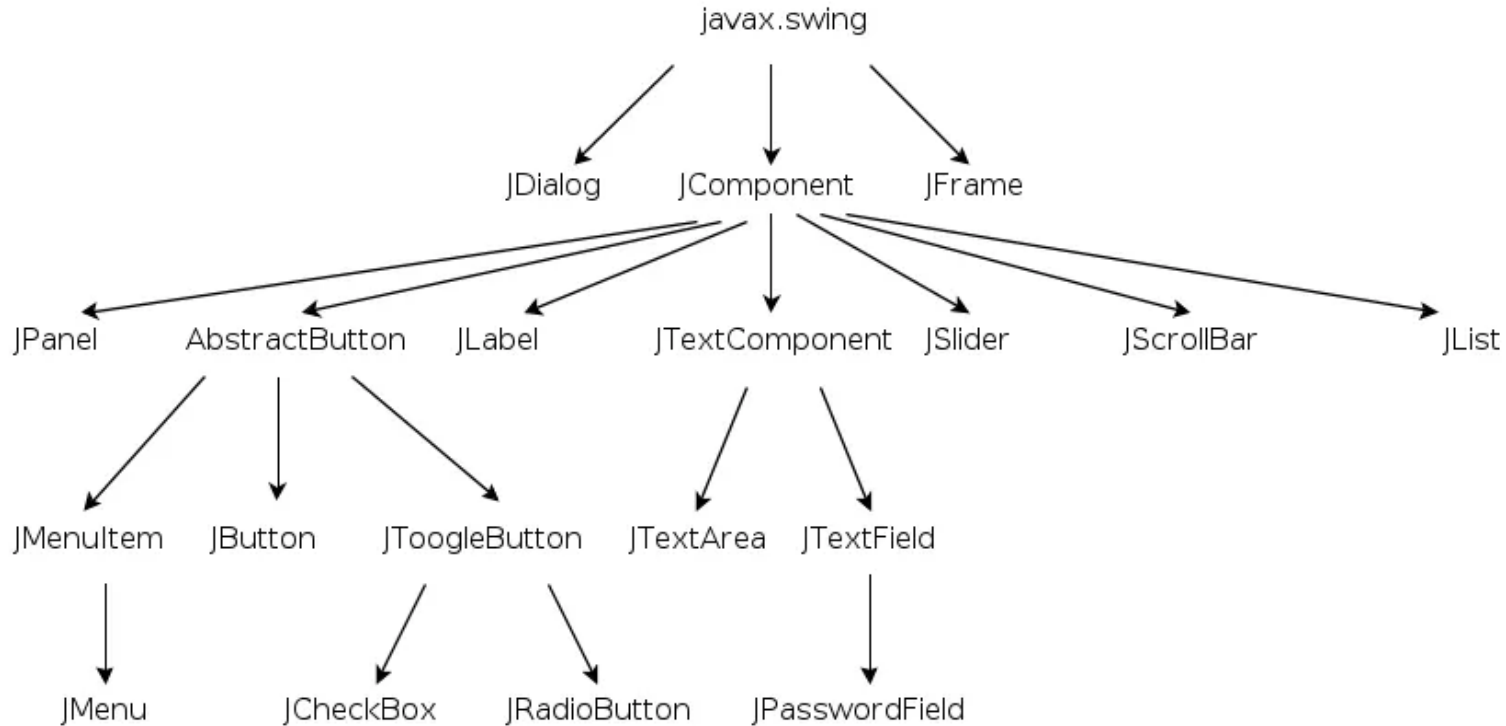 javax.swing
JDialog JComponent JFrame
JPanel AbstractButton JLabel JTextComponent JSlider JScrollBar JList
JMenuItem JButton JToogleButton JTextArea JTextField
JMenu JCheckBox JRadioButton JPasswordField